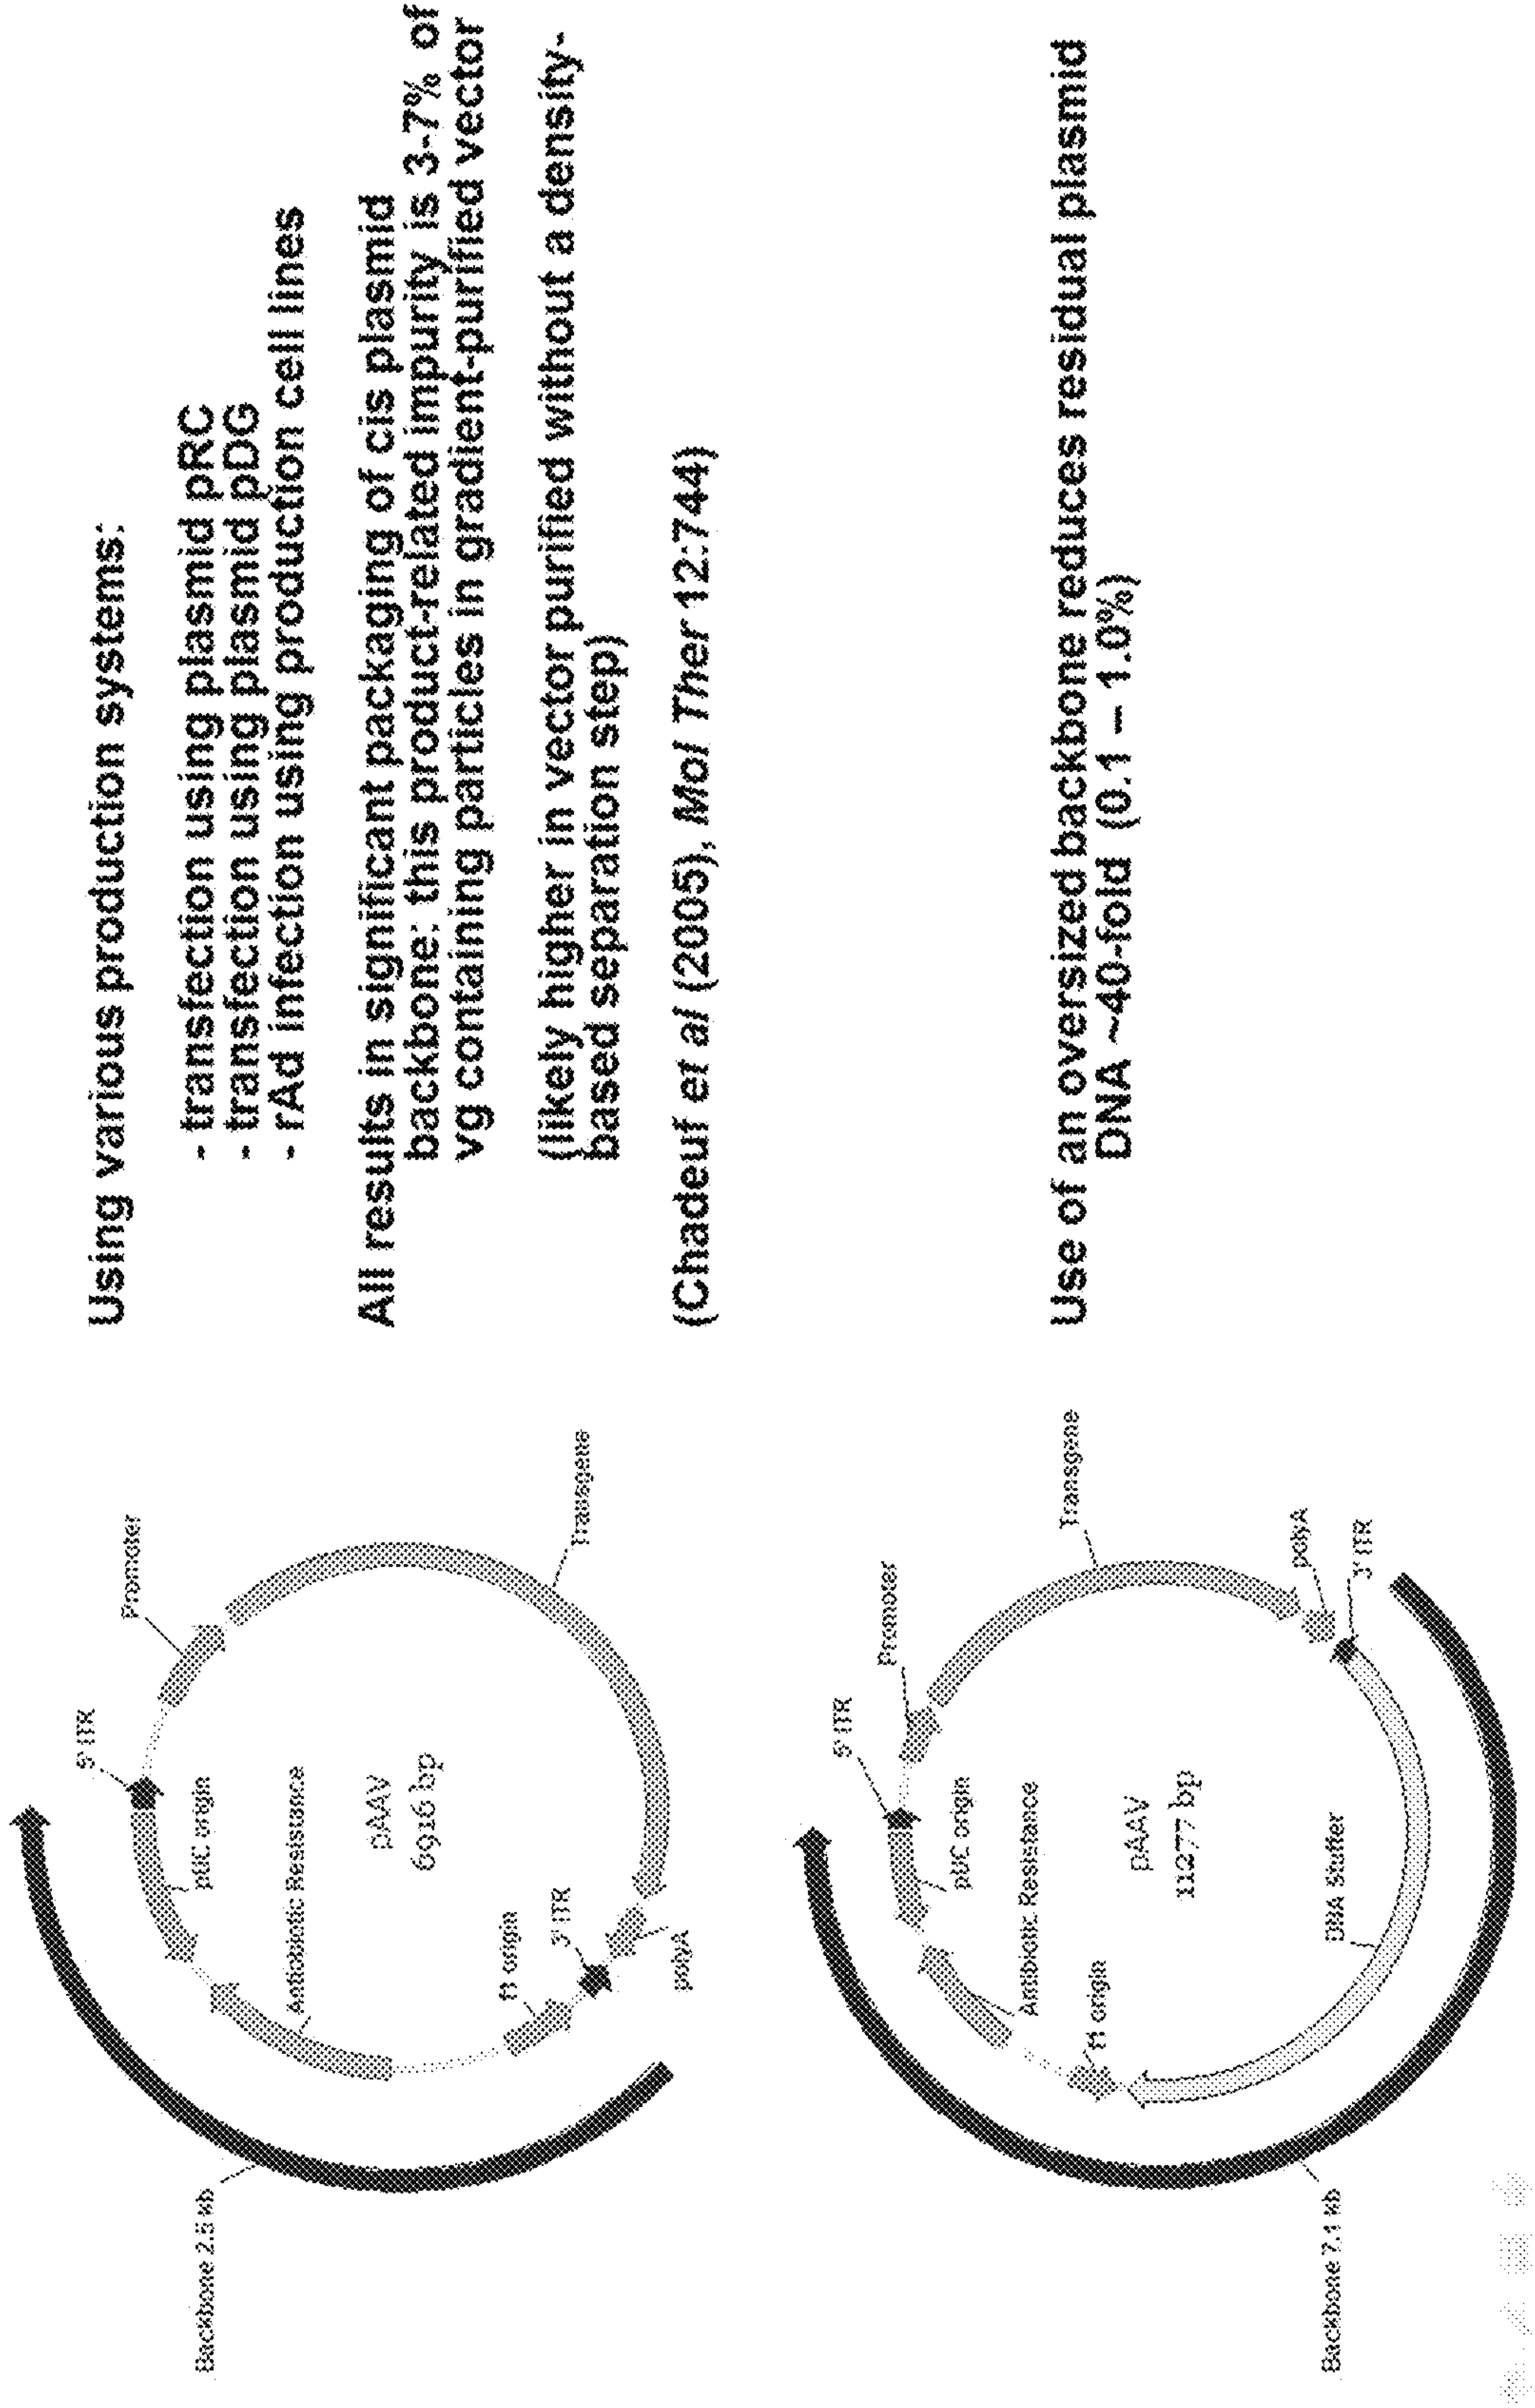 Using various production systems:
- transfection using plasmid pRC
- transfection using plasmid pDG
- rAd infection using production cell lines
All results in significant packaging of cis plasmid
backbone: this product-related impurity is 3-7% of
vg containing particles in gradient-purified vector
(likely higher in vector purified without a density-
based separation step)
(Chadeuf et al (2005), Mol Ther 12:744)
Backbone 2.5 kb
5' ITR
Promoter
pUC origin
Antibiotic Resistance
pAAV
6916 bp
f1 origin
3' ITR
polyA
Transgene
Use of an oversized backbone reduces residual plasmid
DNA ~40-fold (0.1 – 1.0%)
5' ITR
Promoter
Transgene
pUC origin
Antibiotic Resistance
f1 origin
pAAV
11277 bp
polyA
3' ITR
DNA Stuffer
Backbone 7.1 kb